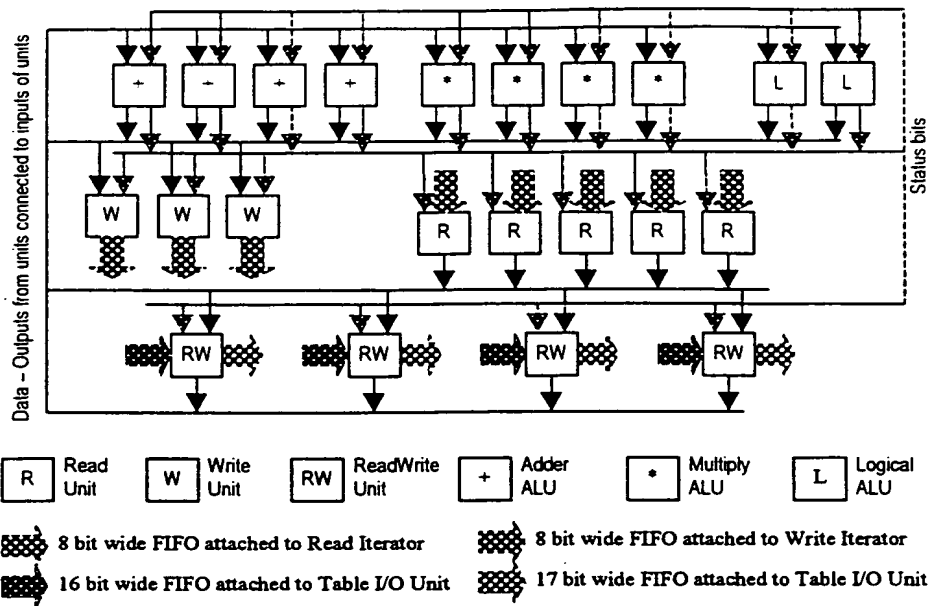 Data – Outputs from units connected to inputs of units
Status bits
+ + + + * * * * L L
W W W R R R R R
RW RW RW RW
R Read Unit
W Write Unit
RW ReadWrite Unit
+ Adder ALU
* Multiply ALU
L Logical ALU
8 bit wide FIFO attached to Read Iterator
8 bit wide FIFO attached to Write Iterator
16 bit wide FIFO attached to Table I/O Unit
17 bit wide FIFO attached to Table I/O Unit